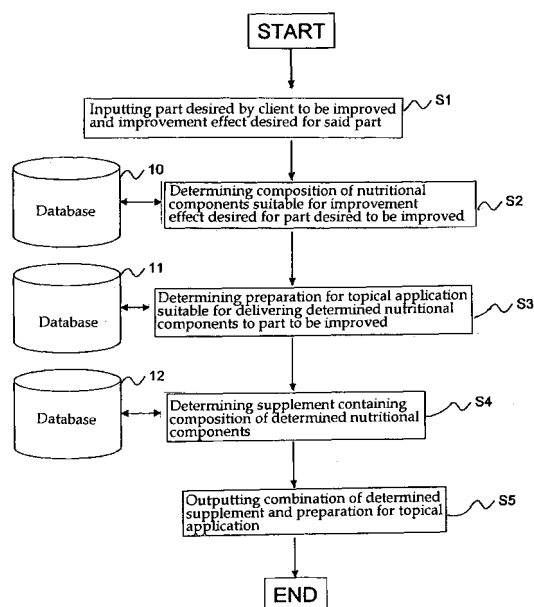 START
Inputting part desired by client to be improved
and improvement effect desired for said part
S1
10
Database
Determining composition of nutritional
components suitable for improvement
effect desired for part desired to be improved
S2
11
Database
Determining preparation for topical application
suitable for delivering determined nutritional
components to part to be improved
S3
12
Database
Determining supplement containing
composition of determined nutritional
components
S4
Outputting combination of determined
supplement and preparation for topical
application
S5
END